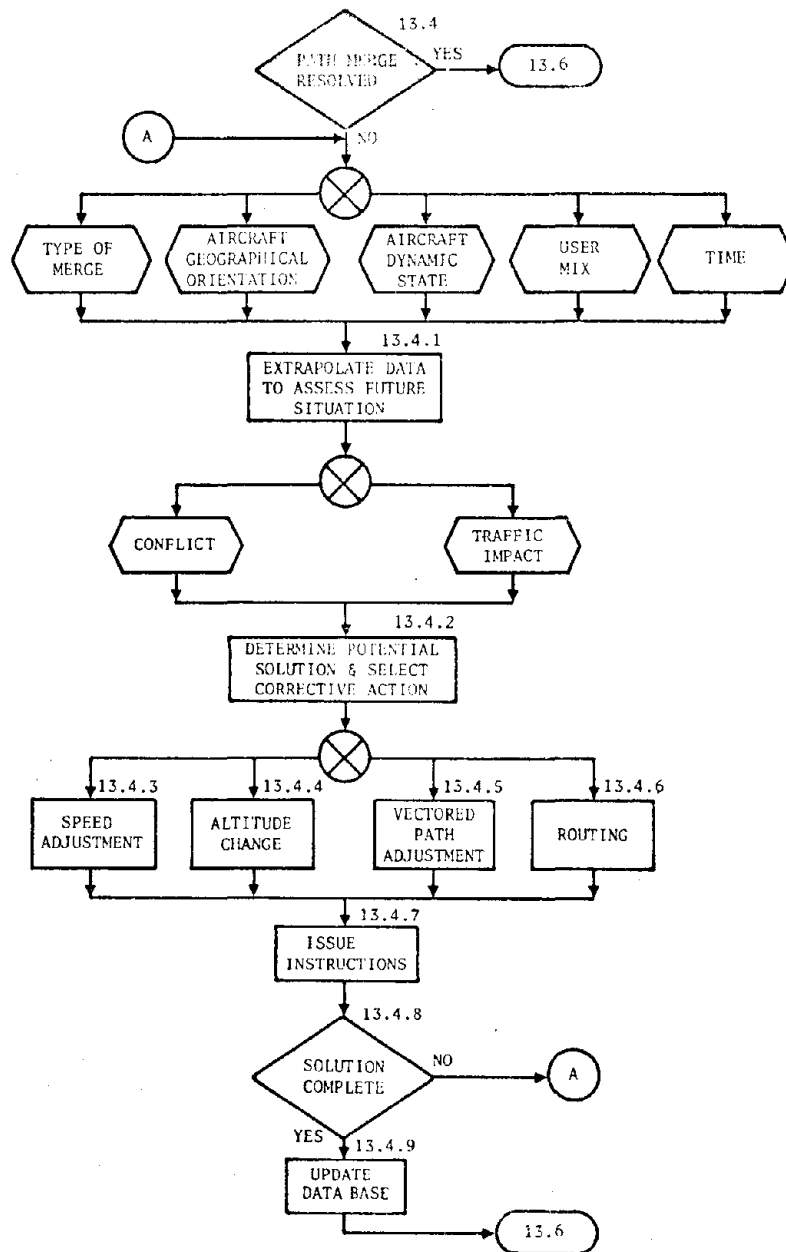 13.4
PATH MERGE
RESOLVED
YES
13.6
A
NO
TYPE OF
MERGE
AIRCRAFT
GEOGRAPHICAL
ORIENTATION
AIRCRAFT
DYNAMIC
STATE
USER
MIX
TIME
13.4.1
EXTRAPOLATE DATA
TO ASSESS FUTURE
SITUATION
CONFLICT
TRAFFIC
IMPACT
13.4.2
DETERMINE POTENTIAL
SOLUTION & SELECT
CORRECTIVE ACTION
13.4.3
SPEED
ADJUSTMENT
13.4.4
ALTITUDE
CHANGE
13.4.5
VECTORED
PATH
ADJUSTMENT
13.4.6
ROUTING
13.4.7
ISSUE
INSTRUCTIONS
13.4.8
SOLUTION
COMPLETE
NO
A
YES
13.4.9
UPDATE
DATA BASE
13.6